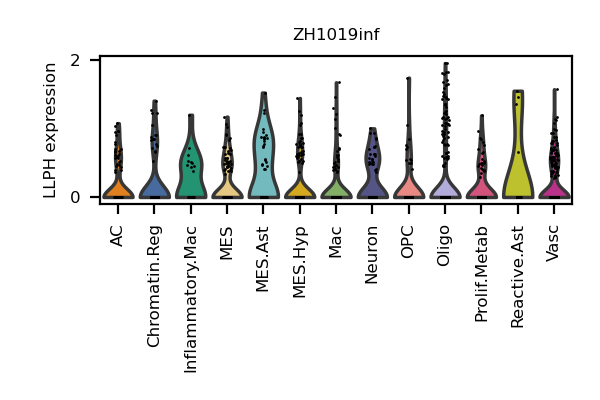 ZH1019inf
LLPH expression
2
0
AC
Chromatin.Reg
Inflammatory.Mac
MES
MES.Ast
MES.Hyp
Mac
Neuron
OPC
Oligo
Prolif.Metab
Reactive.Ast
Vasc